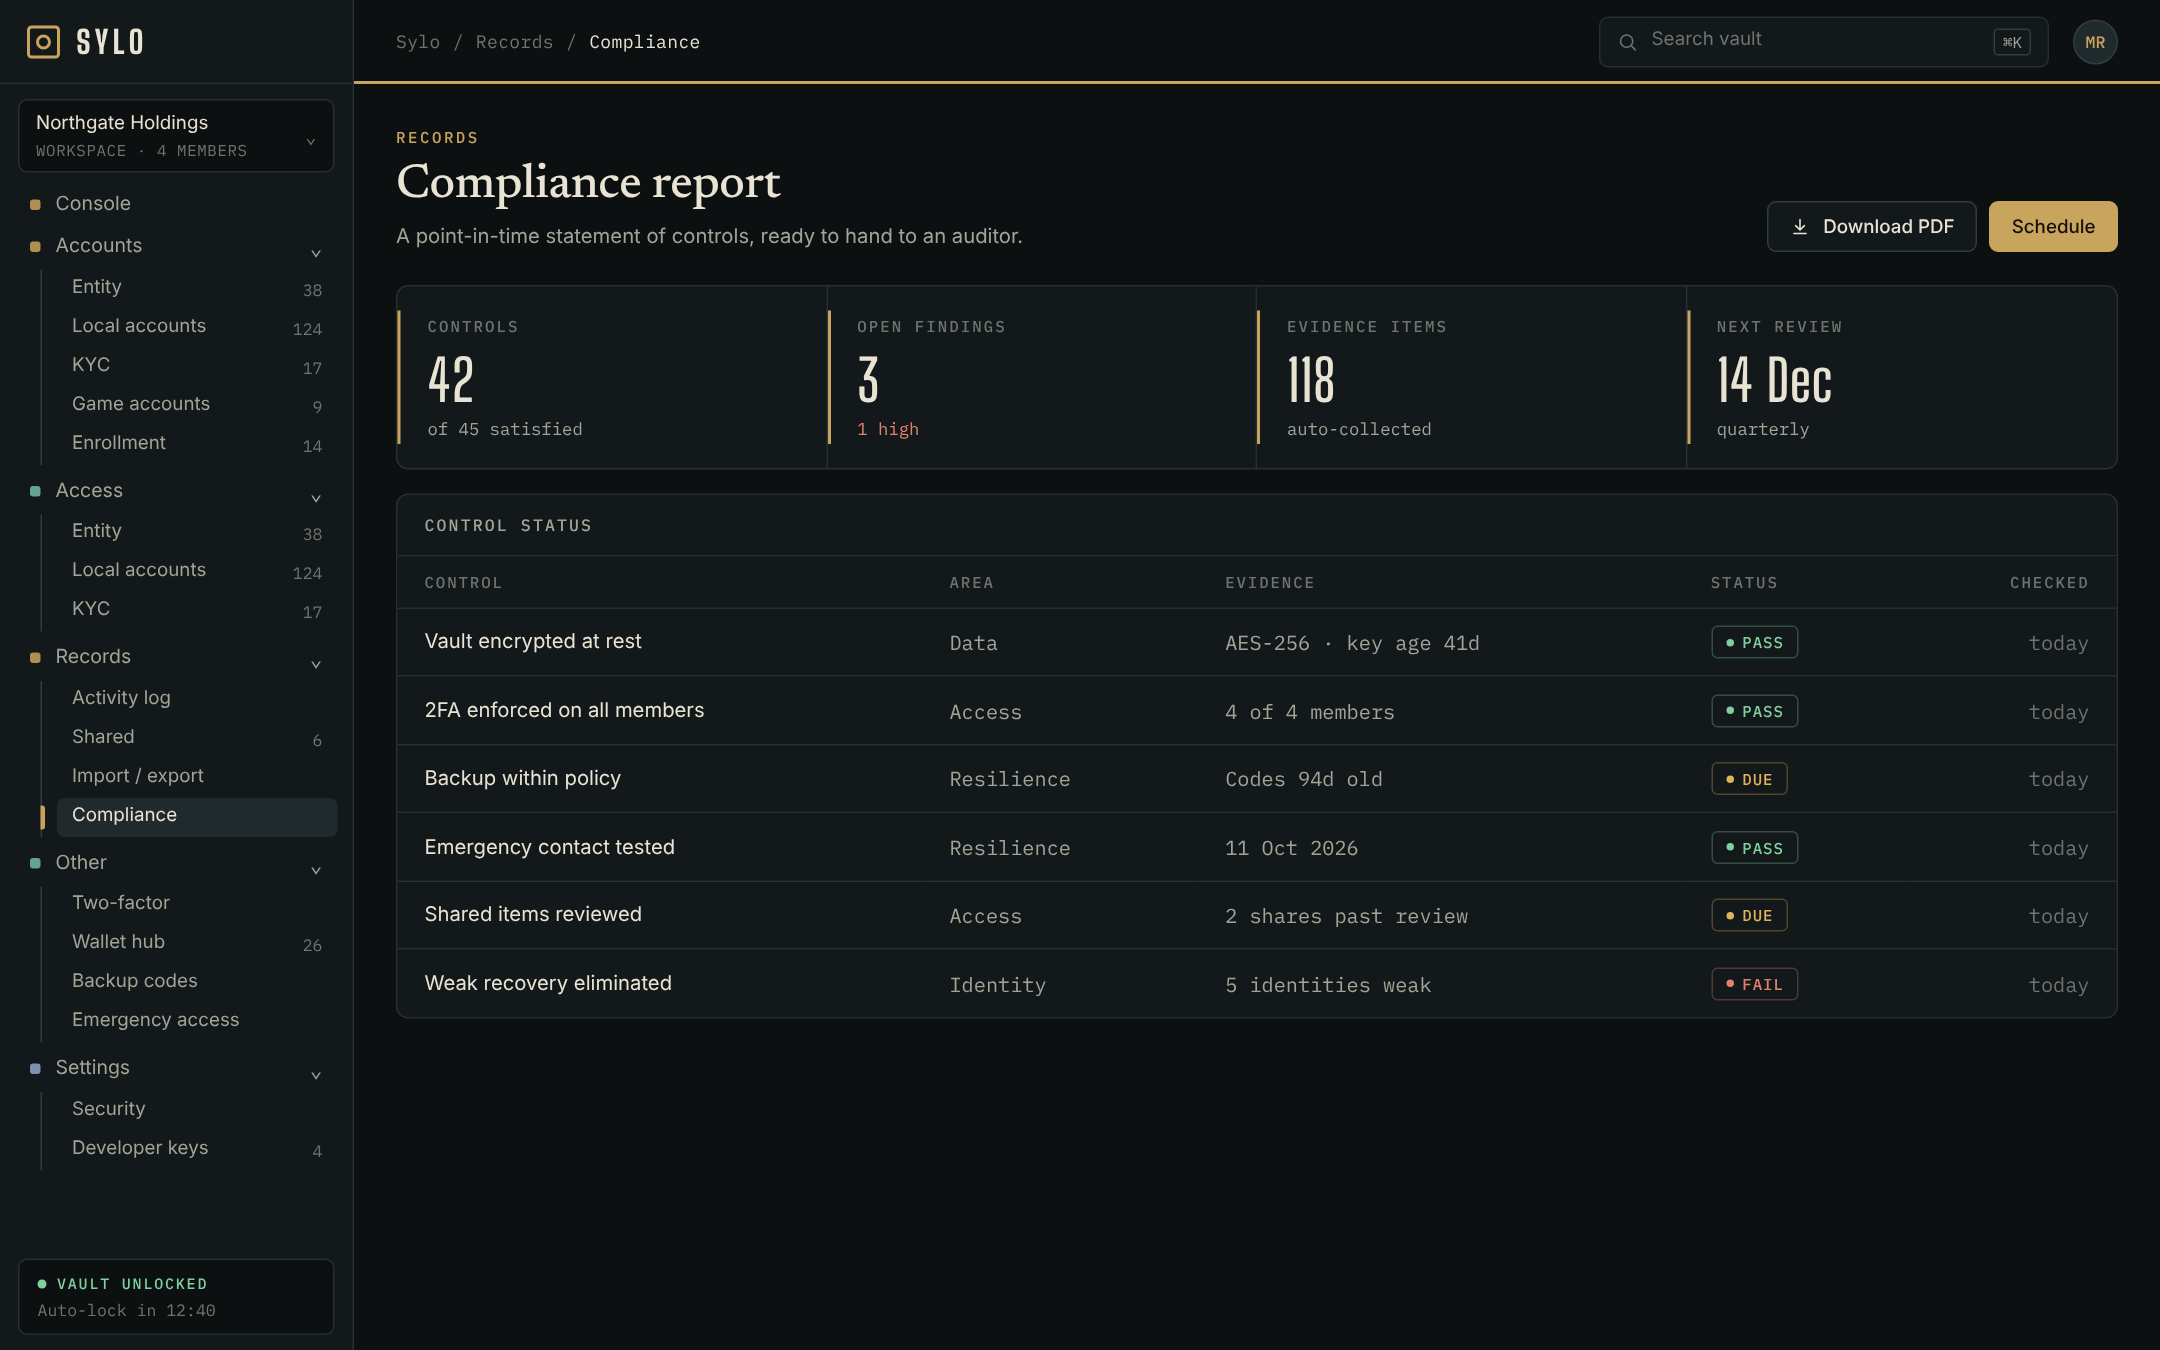 SYLO
Sylo / Records / Compliance
Search vault
⌘K
MR
Northgate Holdings
WORKSPACE · 4 MEMBERS
Console
Accounts
Entity 38
Local accounts 124
KYC 17
Game accounts 9
Enrollment 14
Access
Entity 38
Local accounts 124
KYC 17
Records
Activity log
Shared 6
Import / export
Compliance
Other
Two-factor
Wallet hub 26
Backup codes
Emergency access
Settings
Security
Developer keys 4
VAULT UNLOCKED
Auto-lock in 12:40
RECORDS
Compliance report
A point-in-time statement of controls, ready to hand to an auditor.
Download PDF
Schedule
CONTROLS
42
of 45 satisfied
OPEN FINDINGS
3
1 high
EVIDENCE ITEMS
118
auto-collected
NEXT REVIEW
14 Dec
quarterly
CONTROL STATUS
CONTROL AREA EVIDENCE STATUS CHECKED
Vault encrypted at rest Data AES-256 · key age 41d PASS today
2FA enforced on all members Access 4 of 4 members PASS today
Backup within policy Resilience Codes 94d old DUE today
Emergency contact tested Resilience 11 Oct 2026 PASS today
Shared items reviewed Access 2 shares past review DUE today
Weak recovery eliminated Identity 5 identities weak FAIL today